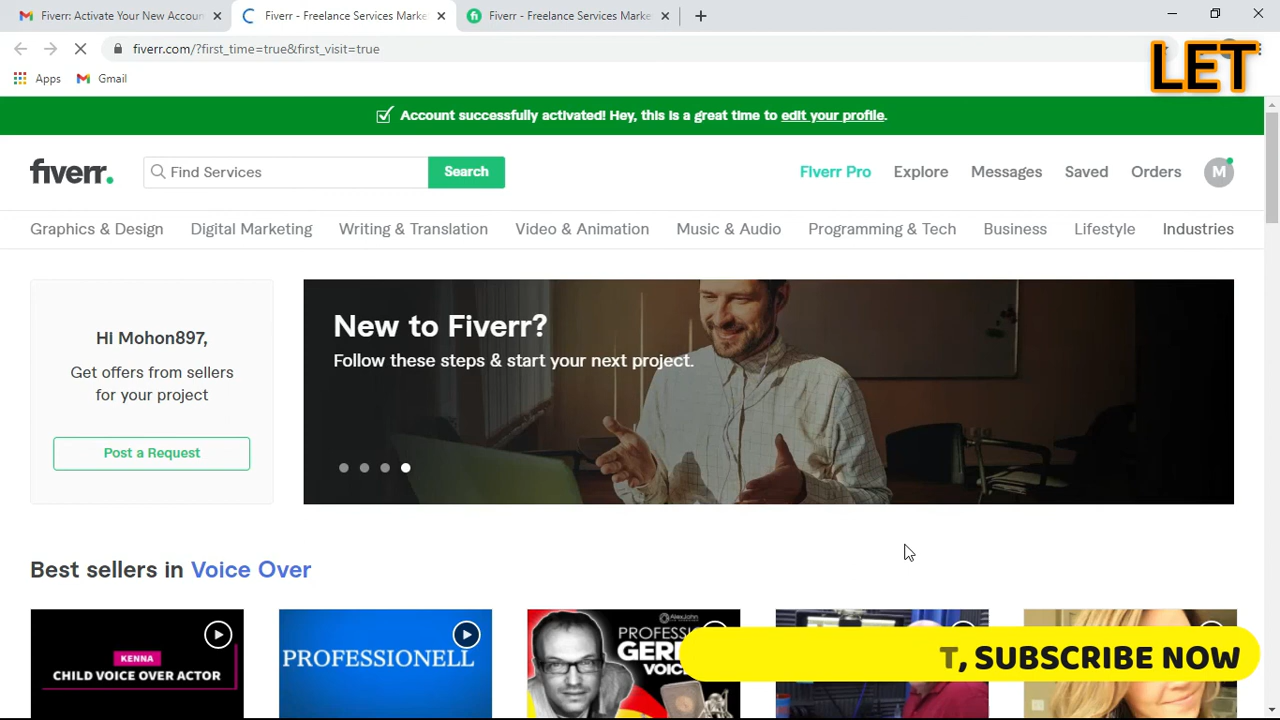 Fiverr: Activate Your New Accoun
Fiverr - Freelance Services Marke
Fiverr - Freelance Services Marke
fiverr.com/?first_time=true&first_visit=true
Apps
Gmail
LET
Account successfully activated! Hey, this is a great time to edit your profile.
fiverr.
Find Services
Search
Fiverr Pro
Explore
Messages
Saved
Orders
M
Graphics & Design
Digital Marketing
Writing & Translation
Video & Animation
Music & Audio
Programming & Tech
Business
Lifestyle
Industries
Hi Mohon897,
Get offers from sellers
for your project
Post a Request
New to Fiverr?
Follow these steps & start your next project.
Best sellers in Voice Over
KENNA
CHILD VOICE OVER ACTOR
PROFESSIONELL
AlexJohn
PROFESSI
GER
VOIC
T, SUBSCRIBE NOW